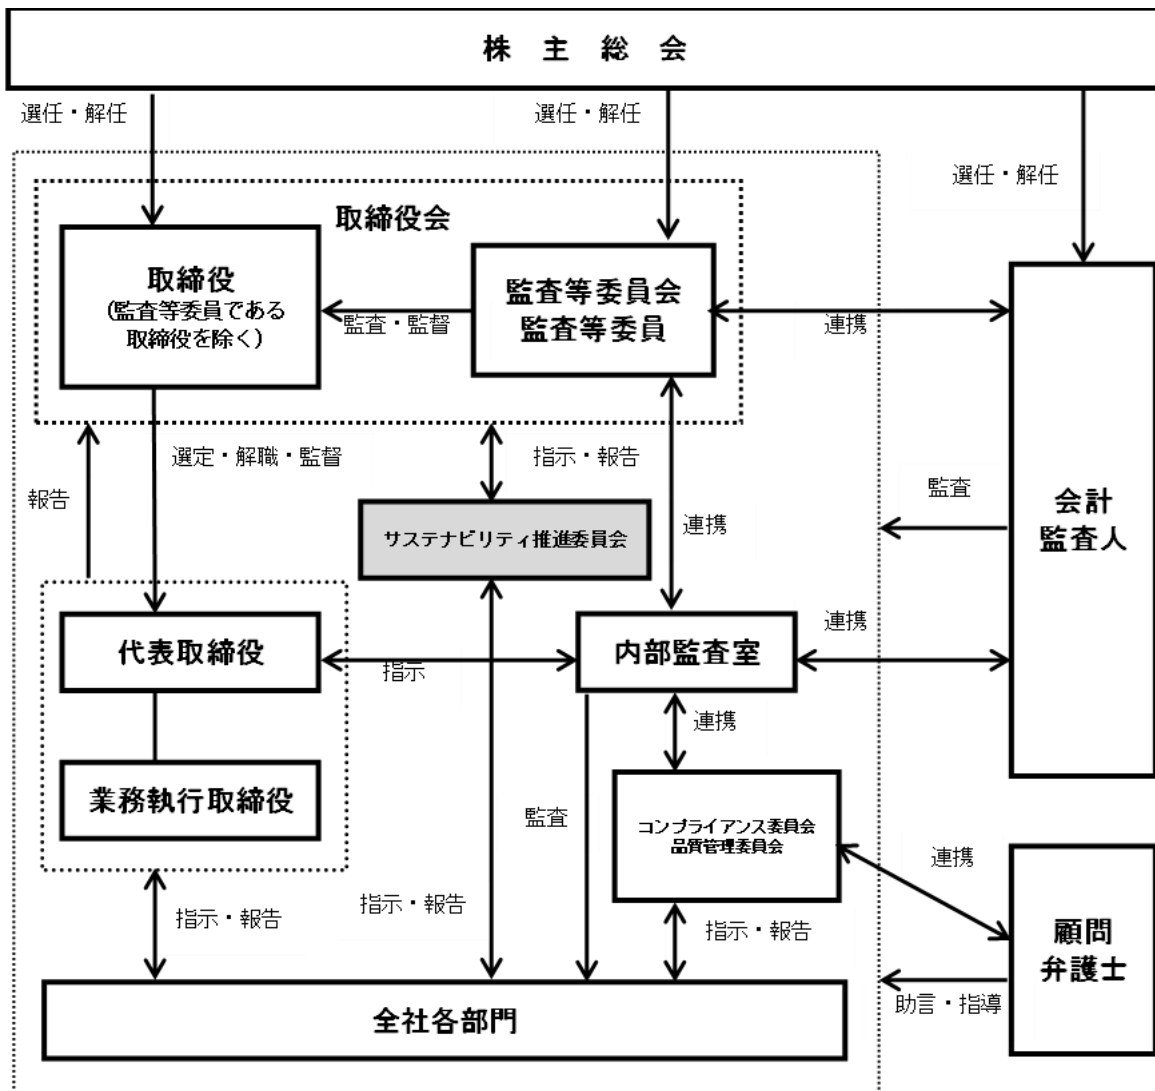 株主総会
選任・解任
選任・解任
選任・解任
取締役会
取締役
(監査等委員である
取締役を除く)
監査・監督
監査等委員会
監査等委員
連携
選定・解職・監督
指示・報告
報告
連携
監査
会計
監査人
サステナビリティ推進委員会
代表取締役
指示
内部監査室
連携
連携
業務執行取締役
監査
コンプライアンス委員会
品質管理委員会
連携
指示・報告
指示・報告
指示・報告
顧問
弁護士
助言・指導
全社各部門